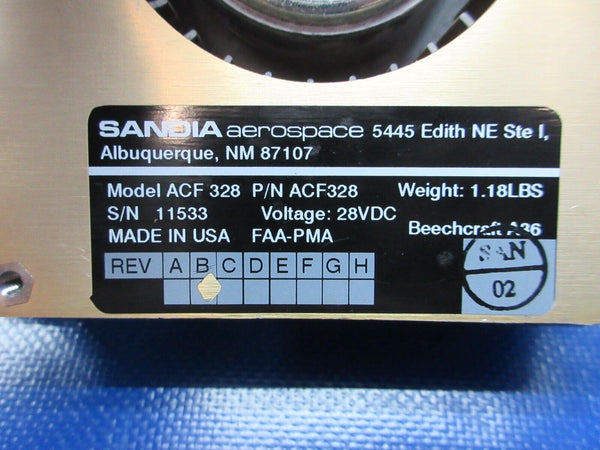 SANDIA aerospace 5445 Edith NE Ste I,
Albuquerque, NM 87107
Model ACF 328 P/N ACF328 Weight: 1.18LBS
S/N 11533 Voltage: 28VDC
MADE IN USA FAA-PMA Beechcraft A36
REV A B C D E F G H
SAN
02